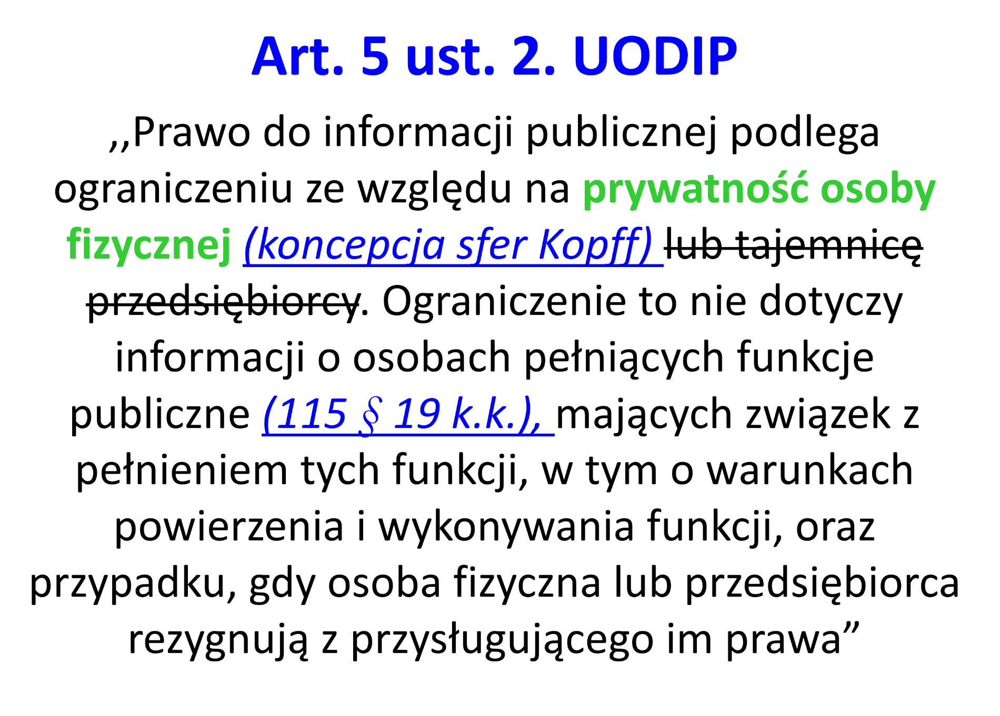 Art. 5 ust. 2. UODIP
,,Prawo do informacji publicznej podlega
ograniczeniu ze względu na prywatność osoby
fizycznej (koncepcja sfer Kopff) lub tajemnicę
przedsiębiorcy. Ograniczenie to nie dotyczy
informacji o osobach pełniących funkcje
publiczne (115 § 19 k.k.), mających związek z
pełnieniem tych funkcji, w tym o warunkach
powierzenia i wykonywania funkcji, oraz
przypadku, gdy osoba fizyczna lub przedsiębiorca
rezygnują z przysługującego im prawa”